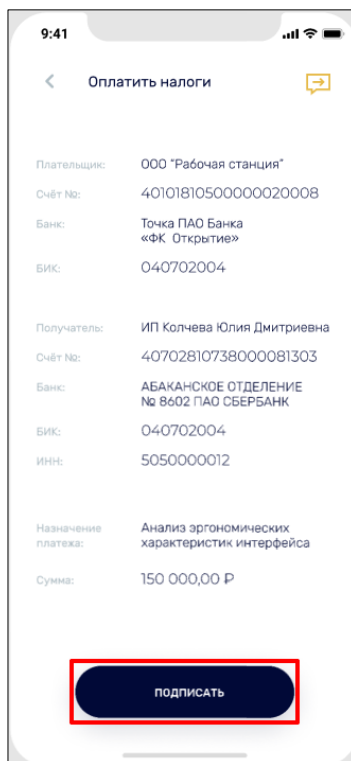 9:41
Оплатить налоги
Плательщик: ООО "Рабочая станция"
Счёт №: 40101810500000020008
Банк: Точка ПАО Банка
«ФК Открытие»
БИК: 040702004
Получатель: ИП Колчева Юлия Дмитриевна
Счёт №: 40702810738000081303
Банк: АБАКАНСКОЕ ОТДЕЛЕНИЕ
№ 8602 ПАО СБЕРБАНК
БИК: 040702004
ИНН: 5050000012
Назначение Анализ эргономических
платежа: характеристик интерфейса
Сумма: 150 000,00 ₽
ПОДПИСАТЬ